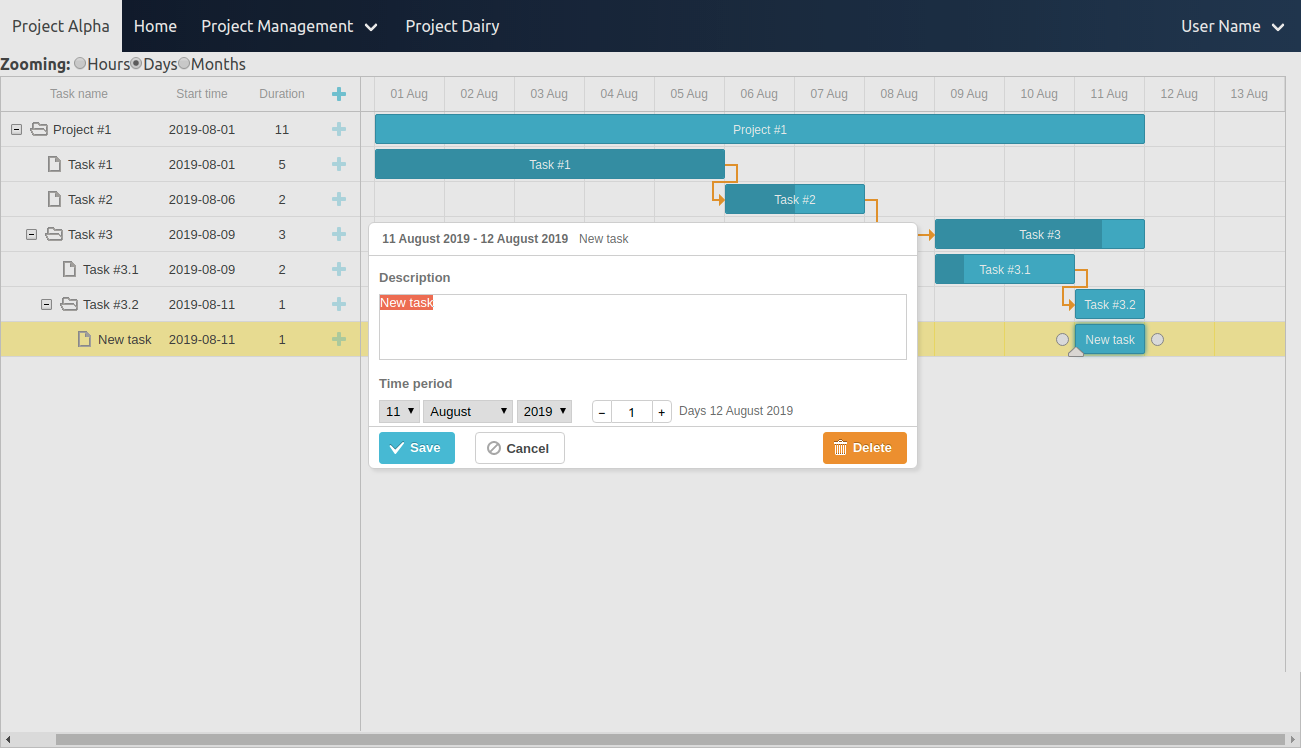 Project Alpha Home Project Management Project Dairy User Name
Zooming: Hours Days Months
Task name Start time Duration 01 Aug 02 Aug 03 Aug 04 Aug 05 Aug 06 Aug 07 Aug 08 Aug 09 Aug 10 Aug 11 Aug 12 Aug 13 Aug
Project #1 2019-08-01 11 Project #1
Task #1 2019-08-01 5 Task #1
Task #2 2019-08-06 2 Task #2
Task #3 2019-08-09 3 Task #3
Task #3.1 2019-08-09 2 Task #3.1
Task #3.2 2019-08-11 1 Task #3.2
New task 2019-08-11 1 New task
11 August 2019 - 12 August 2019 New task
Description
New task
Time period
11 August 2019 − 1 + Days 12 August 2019
Save Cancel Delete